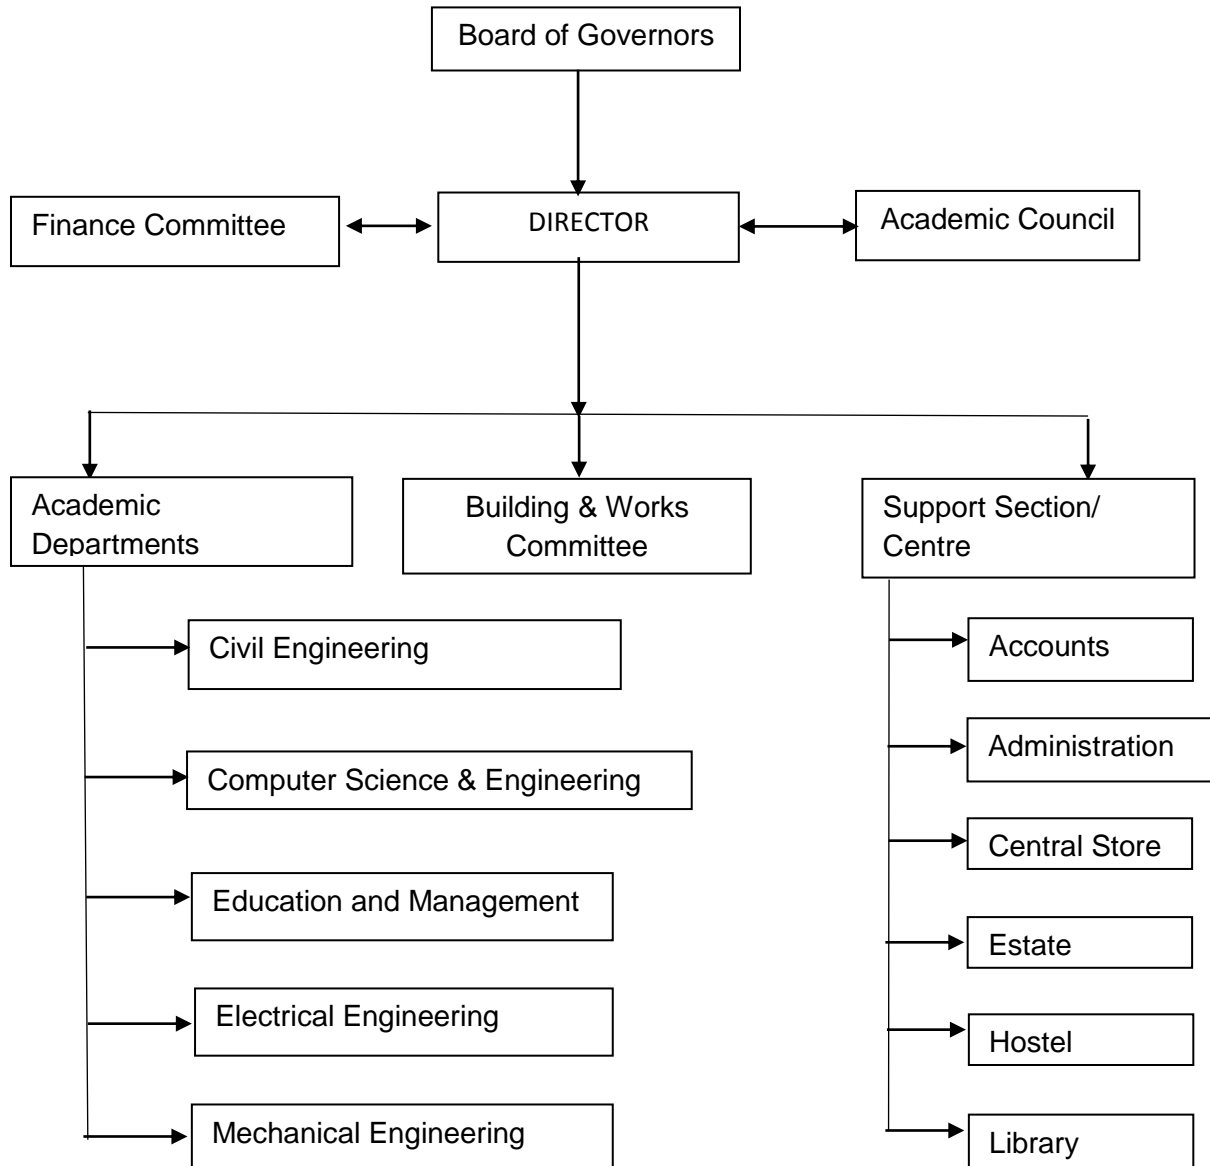 Board of Governors
Finance Committee
DIRECTOR
Academic Council
Academic
Departments
Building & Works
Committee
Support Section/
Centre
Civil Engineering
Computer Science & Engineering
Education and Management
Electrical Engineering
Mechanical Engineering
Accounts
Administration
Central Store
Estate
Hostel
Library